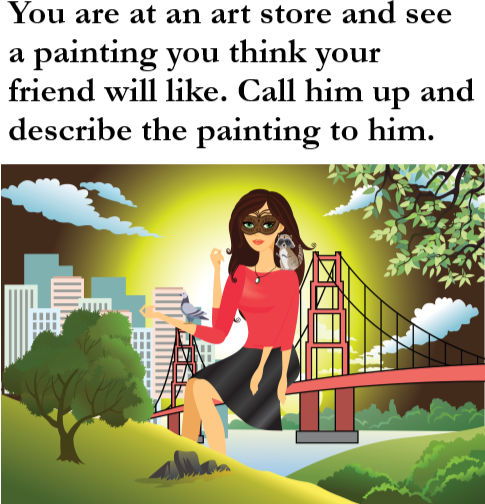 You are at an art store and see
a painting you think your
friend will like. Call him up and
describe the painting to him.